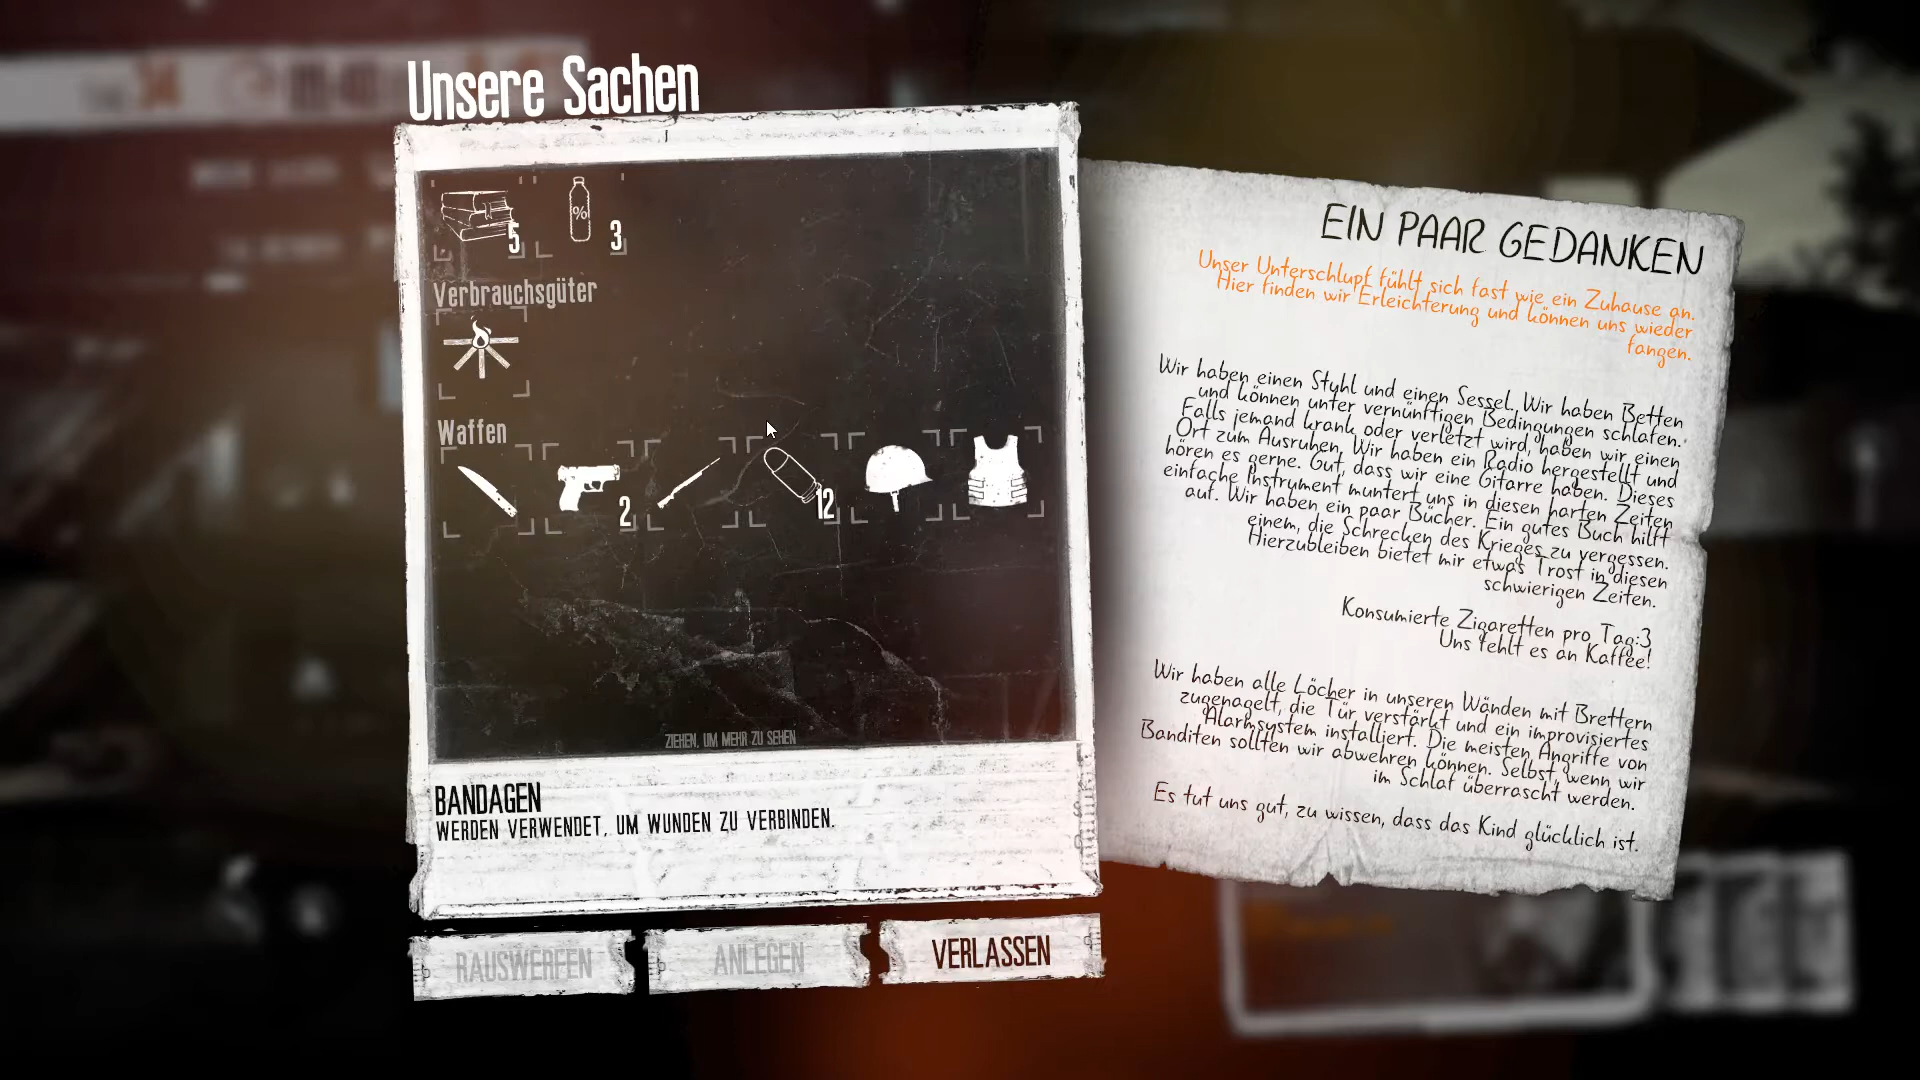 34
Unsere Sachen
%
5
3
Verbrauchsgüter
Waffen
2
12
ZIEHEN, UM MEHR ZU SEHEN
BANDAGEN
WERDEN VERWENDET, UM WUNDEN ZU VERBINDEN.
RAUSWERFEN
ANLEGEN
VERLASSEN
EIN PAAR GEDANKEN
Unser Unterschlupf fühlt sich fast wie ein Zuhause an.
Hier finden wir Erleichterung und können uns wieder
fangen.
Wir haben einen Stuhl und einen Sessel. Wir haben Betten
und können unter vernünftigen Bedingungen schlafen.
Falls jemand krank oder verletzt wird, haben wir einen
Ort zum Ausruhen. Wir haben ein Radio hergestellt und
hören es gerne. Gut, dass wir eine Gitarre haben. Dieses
einfache Instrument muntert uns in diesen harten Zeiten
auf. Wir haben ein paar Bücher. Ein gutes Buch hilft
einem, die Schrecken des Krieges zu vergessen.
Hierzubleiben bietet mir etwas Trost in diesen
schwierigen Zeiten.
Konsumierte Zigaretten pro Tag:3
Uns fehlt es an Kaffee!
Wir haben alle Löcher in unseren Wänden mit Brettern
zugenagelt, die Tür verstärkt und ein improvisiertes
Alarmsystem installiert. Die meisten Angriffe von
Banditen sollten wir abwehren können. Selbst, wenn wir
im Schlaf überrascht werden.
Es tut uns gut, zu wissen, dass das Kind glücklich ist.